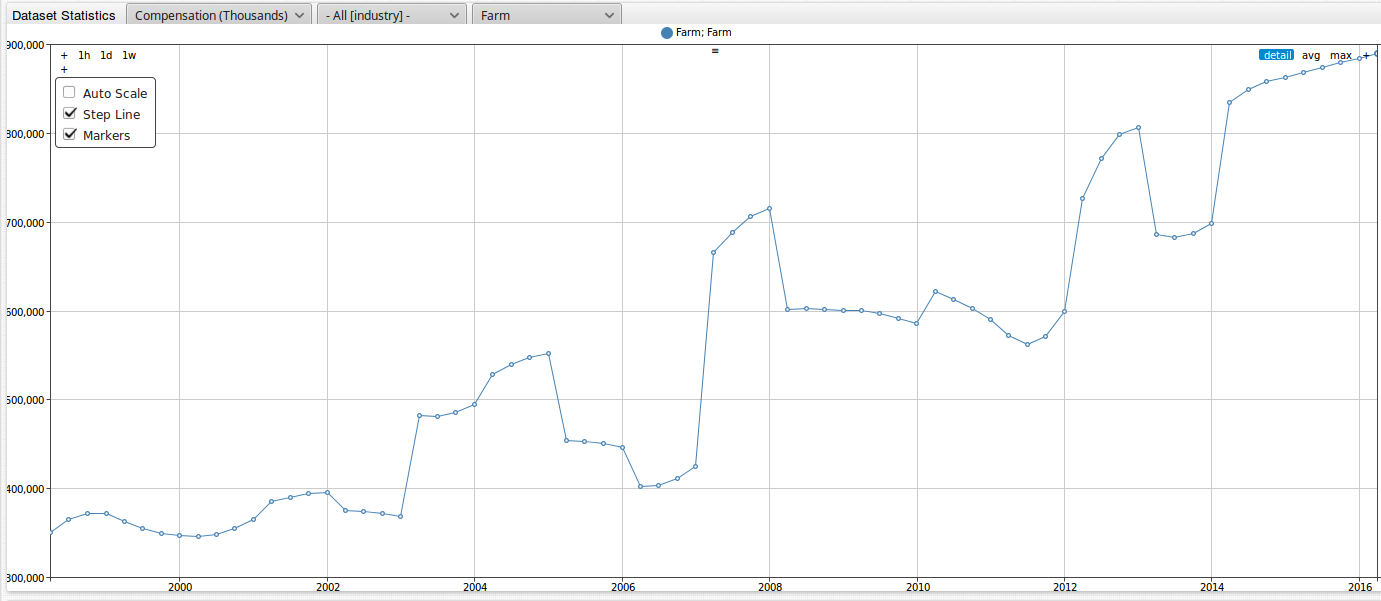 Dataset Statistics Compensation (Thousands) - All [industry] - Farm
Farm; Farm
900,000
+ 1h 1d 1w
=
detail avg max +
+
Auto Scale
Step Line
Markers
800,000
700,000
600,000
500,000
400,000
300,000
2000 2002 2004 2006 2008 2010 2012 2014 2016